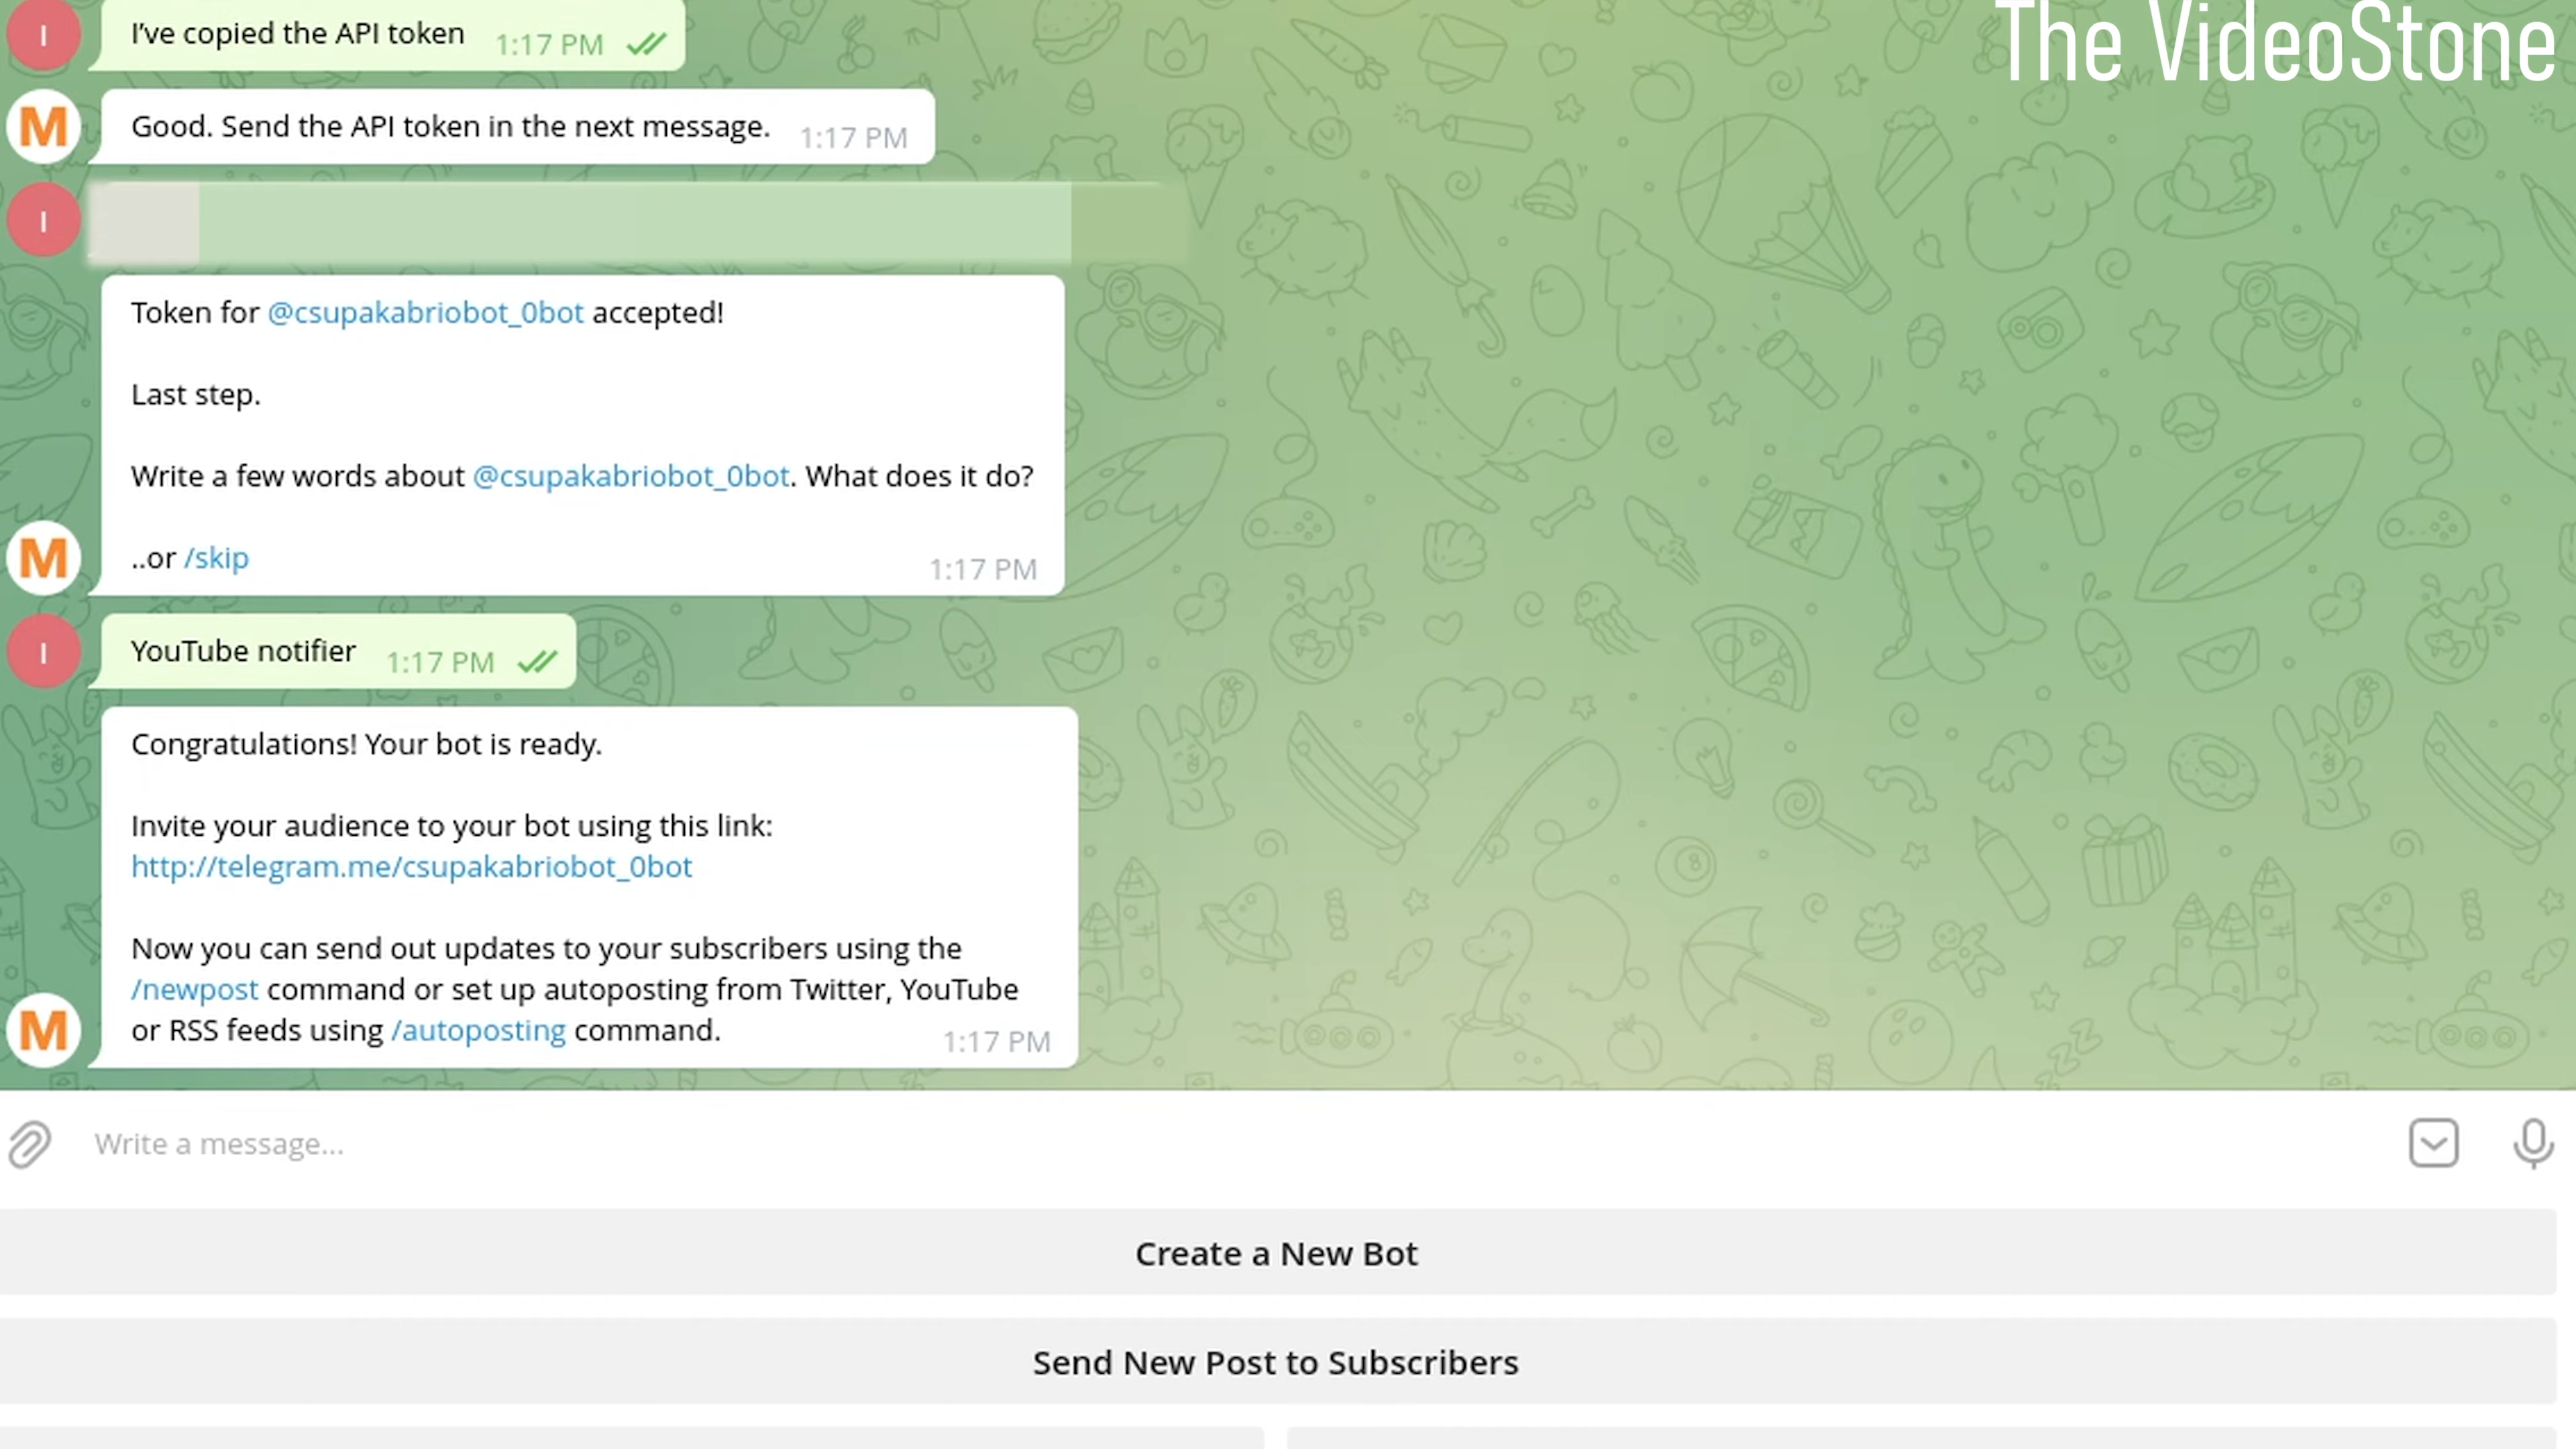 The VideoStone
I
I've copied the API token 1:17 PM
M
Good. Send the API token in the next message. 1:17 PM
I
Token for @csupakabriobot_0bot accepted!
Last step.
Write a few words about @csupakabriobot_0bot. What does it do?
..or /skip
1:17 PM
M
I
YouTube notifier 1:17 PM
Congratulations! Your bot is ready.
Invite your audience to your bot using this link:
http://telegram.me/csupakabriobot_0bot
Now you can send out updates to your subscribers using the
/newpost command or set up autoposting from Twitter, YouTube
or RSS feeds using /autoposting command.
1:17 PM
M
Write a message...
Create a New Bot
Send New Post to Subscribers